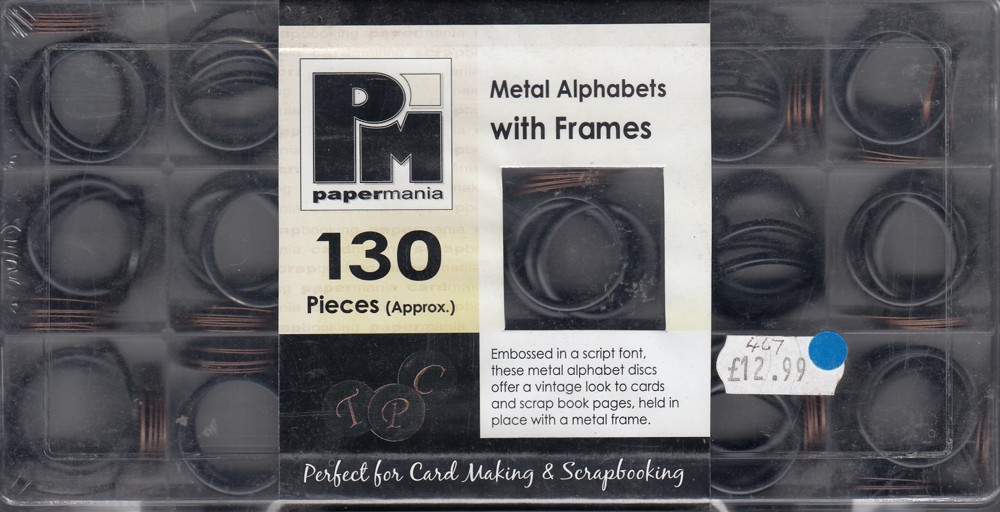 PM
papermania
130
Pieces (Approx.)
Metal Alphabets
with Frames
Embossed in a script font,
these metal alphabet discs
offer a vintage look to cards
and scrap book pages, held in
place with a metal frame.
T P C
Perfect for Card Making & Scrapbooking
467
£12.99